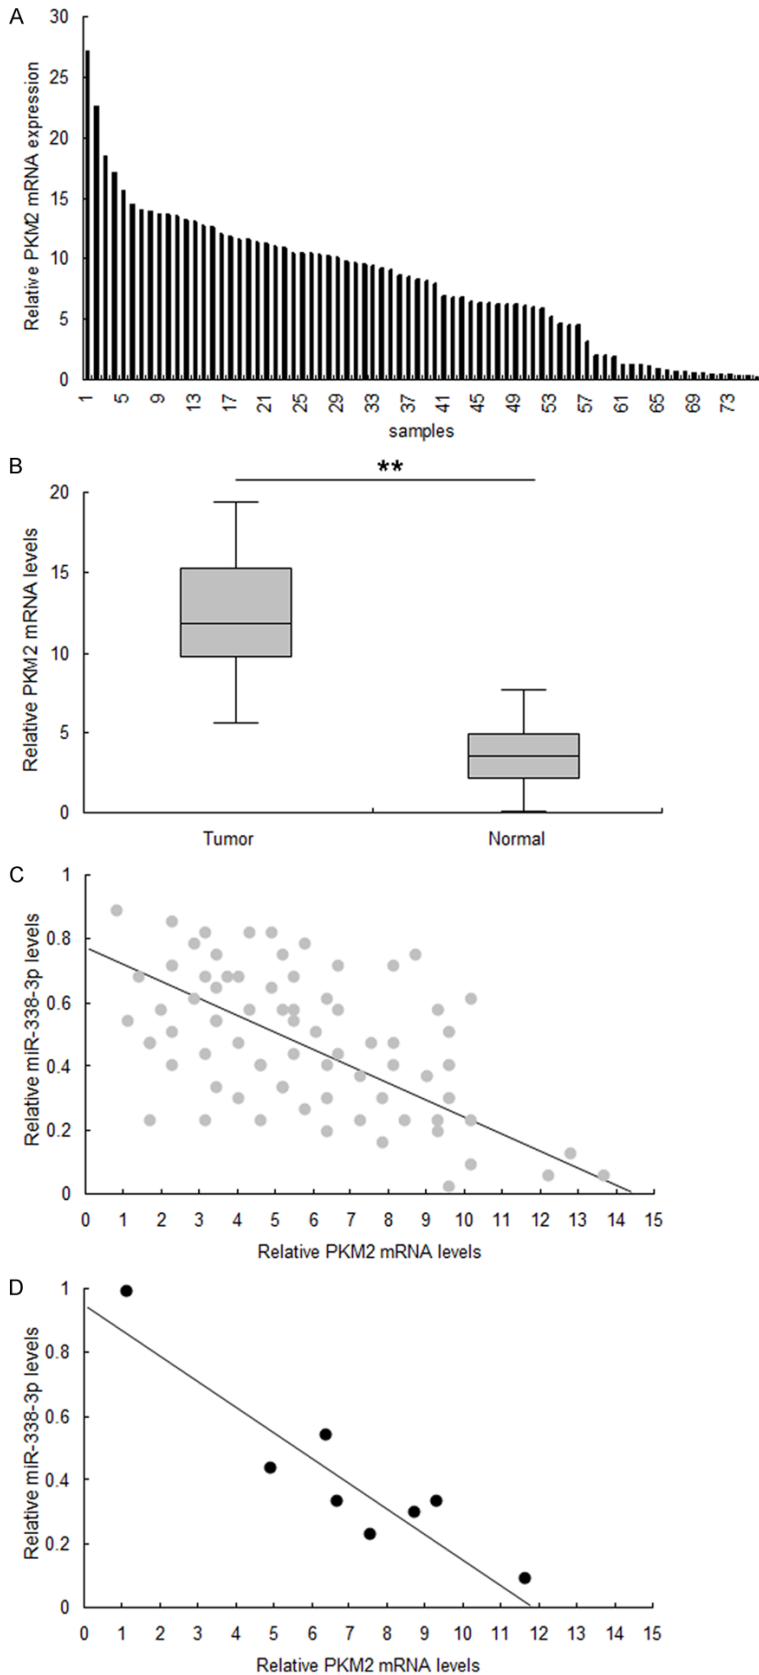 A
Relative PKM2 mRNA expression
30
25
20
15
10
5
0
1 5 9 13 17 21 25 29 33 37 41 45 49 53 57 61 65 69 73
samples
B
**
Relative PKM2 mRNA levels
20
15
10
5
0
Tumor Normal
C
Relative miR-338-3p levels
1
0.8
0.6
0.4
0.2
0
0 1 2 3 4 5 6 7 8 9 10 11 12 13 14 15
Relative PKM2 mRNA levels
D
Relative miR-338-3p levels
1
0.8
0.6
0.4
0.2
0
0 1 2 3 4 5 6 7 8 9 10 11 12 13 14 15
Relative PKM2 mRNA levels